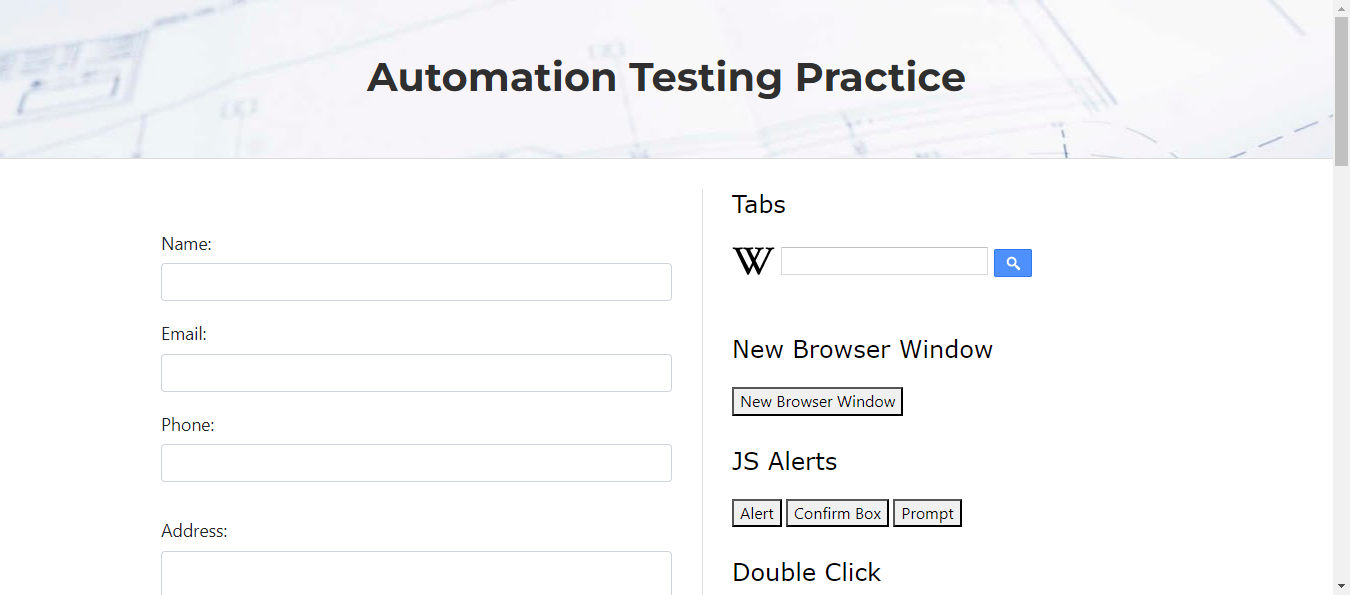 Automation Testing Practice
Name:
Email:
Phone:
Address:
Tabs
W
New Browser Window
New Browser Window
JS Alerts
Alert Confirm Box Prompt
Double Click